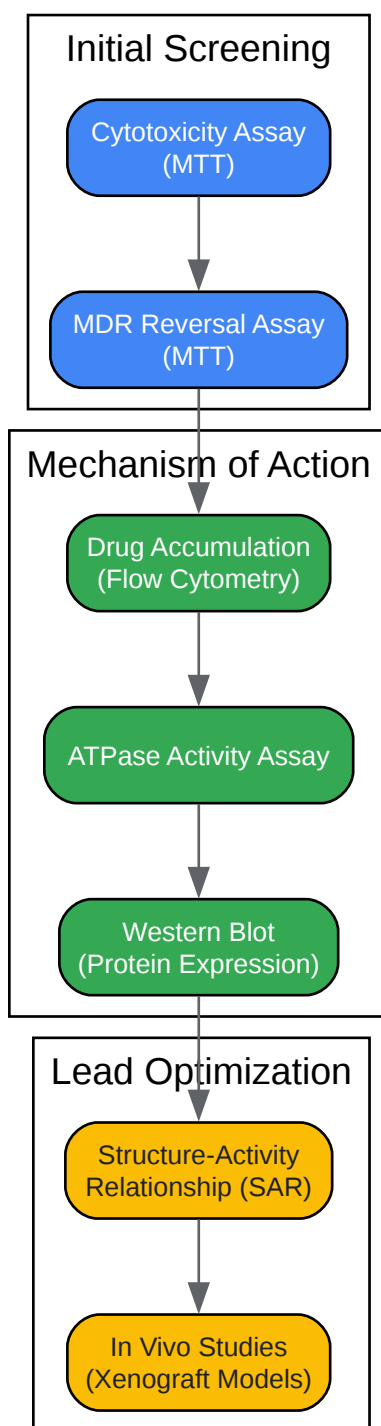 Initial Screening
Cytotoxicity Assay
(MTT)
MDR Reversal Assay
(MTT)
Mechanism of Action
Drug Accumulation
(Flow Cytometry)
ATPase Activity Assay
Western Blot
(Protein Expression)
Lead Optimization
Structure-Activity
Relationship (SAR)
In Vivo Studies
(Xenograft Models)